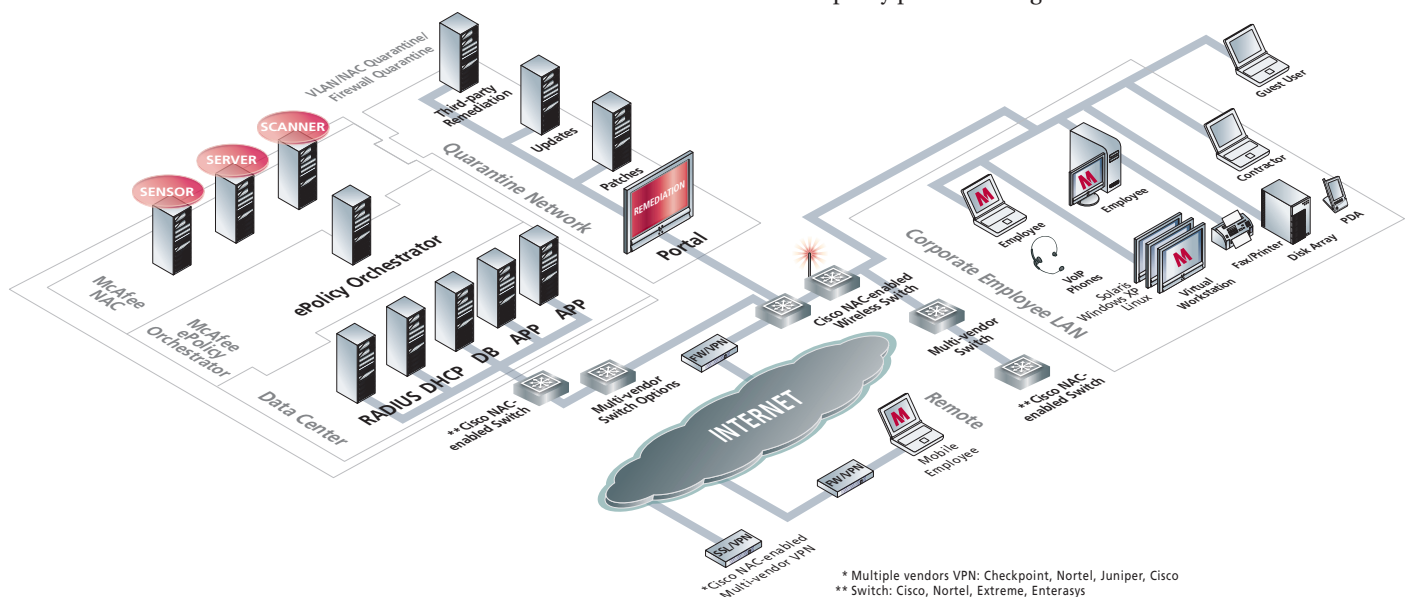 VLAN/NAC Quarantine/
Firewall Quarantine
Third-party
Remediation
Updates
Patches
Quarantine Network
REMEDIATION
Portal
SCANNER
SERVER
SENSOR
ePolicy Orchestrator
McAfee
NAC
McAfee
ePolicy
Orchestrator
Data Center
RADIUS
DHCP
DB
APP
APP
**Cisco NAC-
enabled Switch
Multi-vendor
Switch Options
FW/VPN
INTERNET
Cisco NAC-enabled
Wireless Switch
Multi-vendor
Switch
**Cisco NAC-
enabled Switch
Guest User
Contractor
PDA
Disk Array
Fax/Printer
M
Employee
M
Employee
VoIP
Phones
Solaris
Windows XP
Linux
M
Virtual
Workstation
Corporate Employee LAN
Remote
M
Mobile
Employee
FW/VPN
SSL/VPN
*Cisco NAC-enabled
Multi-vendor VPN
* Multiple vendors VPN: Checkpoint, Nortel, Juniper, Cisco
** Switch: Cisco, Nortel, Extreme, Enterasys